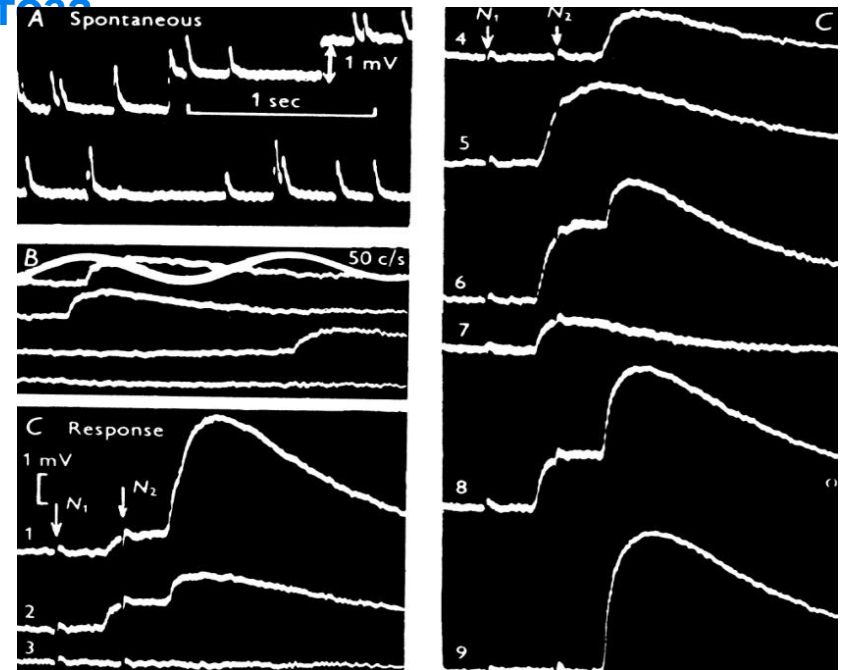 A Spontaneous
1 mV
1 sec
B
50 c/s
C Response
1 mV
N₁
N₂
1
2
3
N₁
N₂
C
4
5
6
7
8
9